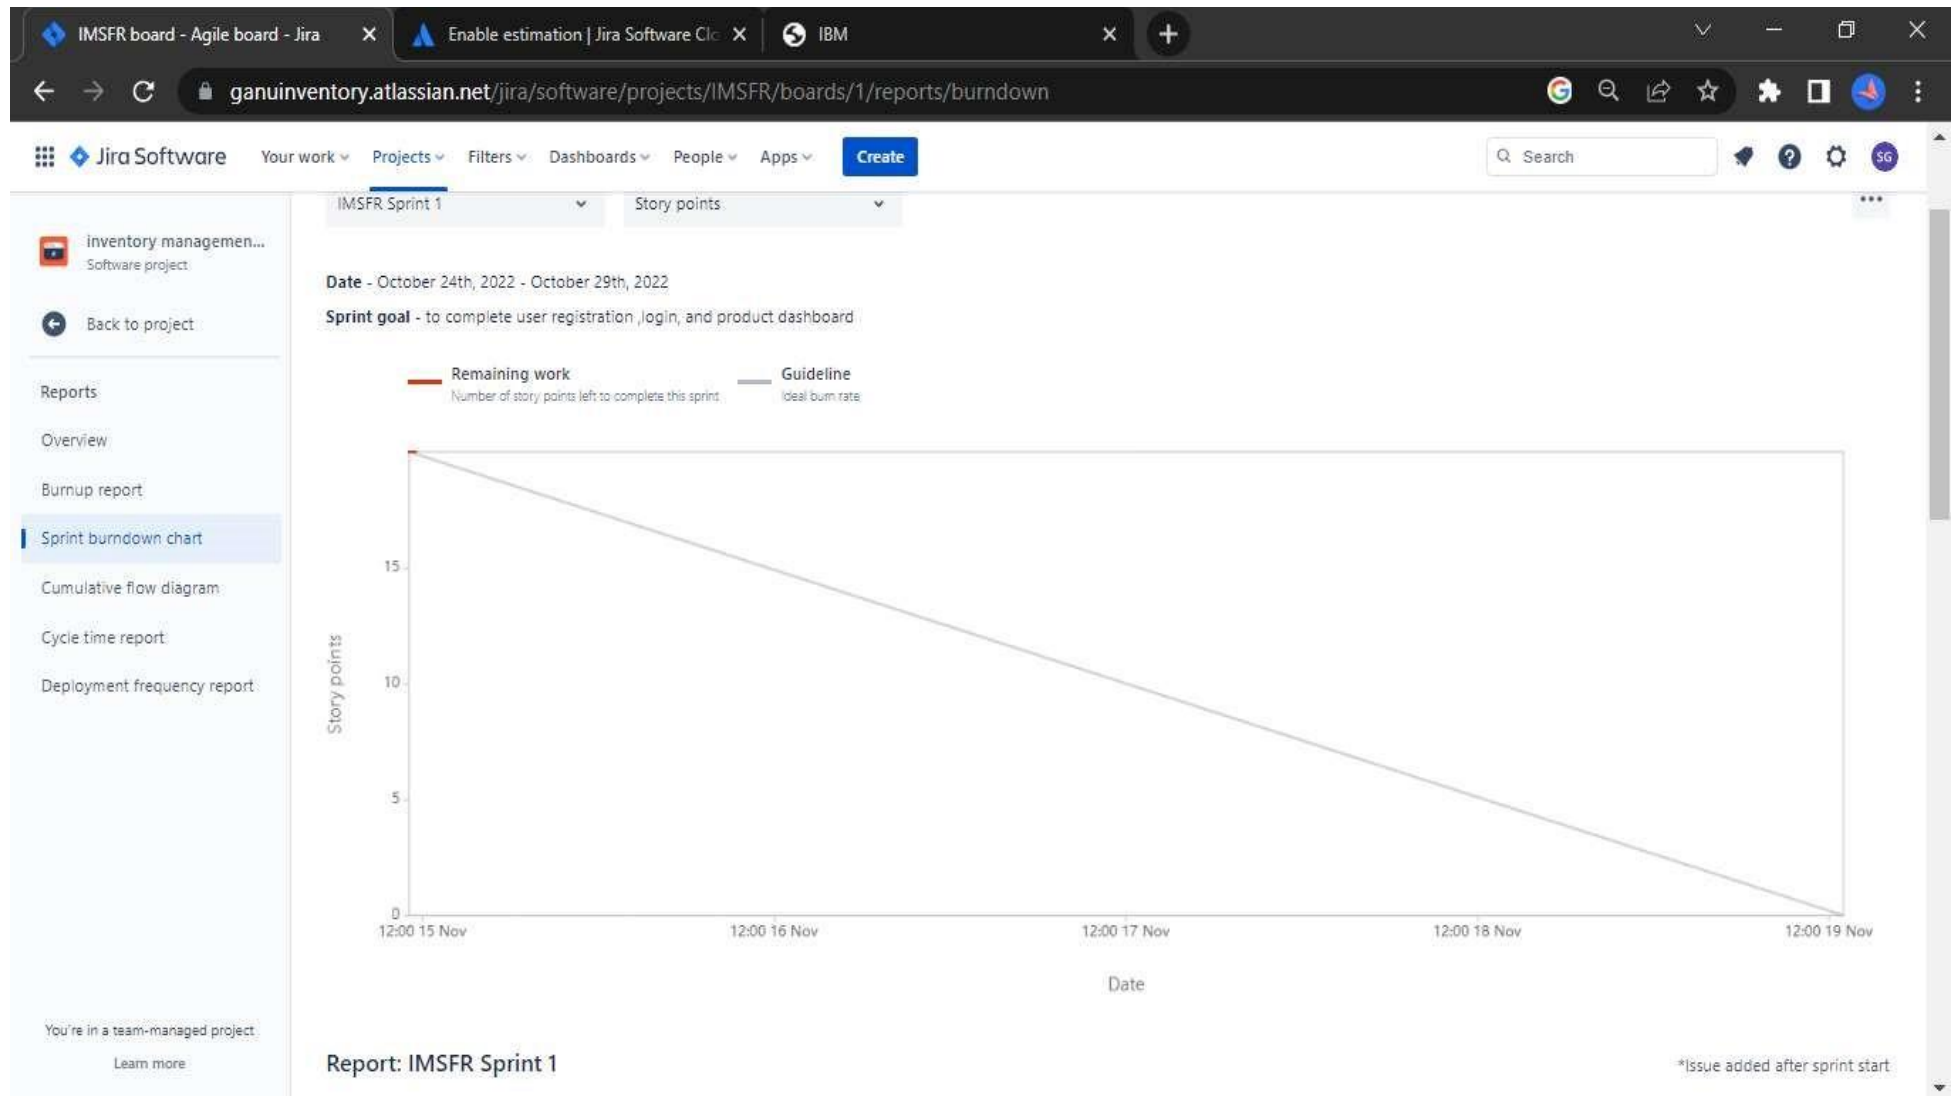 IMSFR board - Agile board - Jira
Enable estimation | Jira Software Clo
IBM
ganuinventory.atlassian.net/jira/software/projects/IMSFR/boards/1/reports/burndown
Jira Software Your work Projects Filters Dashboards People Apps Create Search SG
IMSFR Sprint 1 Story points
inventory managemen...
Software project
Back to project
Reports
Overview
Burnup report
Sprint burndown chart
Cumulative flow diagram
Cycle time report
Deployment frequency report
You're in a team-managed project
Learn more
Date - October 24th, 2022 - October 29th, 2022
Sprint goal - to complete user registration ,login, and product dashboard
Remaining work
Number of story points left to complete this sprint
Guideline
Ideal burn rate
Story points
15
10
5
0
12:00 15 Nov 12:00 16 Nov 12:00 17 Nov 12:00 18 Nov 12:00 19 Nov
Date
Report: IMSFR Sprint 1
*Issue added after sprint start